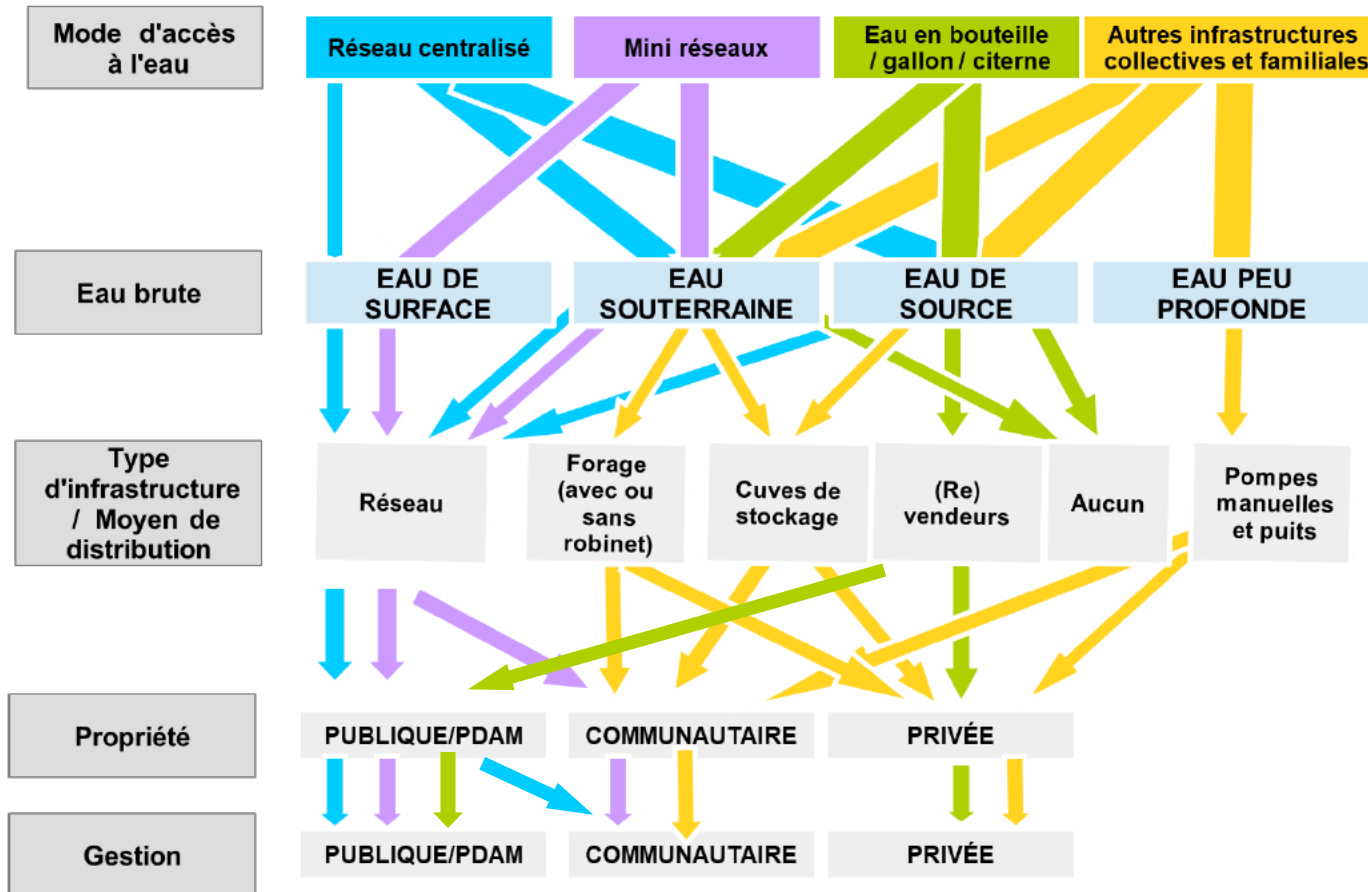 Mode d'accès
à l'eau
Réseau centralisé
Mini réseaux
Eau en bouteille
/ gallon / citerne
Autres infrastructures
collectives et familiales
Eau brute
EAU DE
SURFACE
EAU
SOUTERRAINE
EAU DE
SOURCE
EAU PEU
PROFONDE
Type
d'infrastructure
/ Moyen de
distribution
Réseau
Forage
(avec ou
sans
robinet)
Cuves de
stockage
(Re)
vendeurs
Aucun
Pompes
manuelles
et puits
Propriété
PUBLIQUE/PDAM
COMMUNAUTAIRE
PRIVÉE
Gestion
PUBLIQUE/PDAM
COMMUNAUTAIRE
PRIVÉE